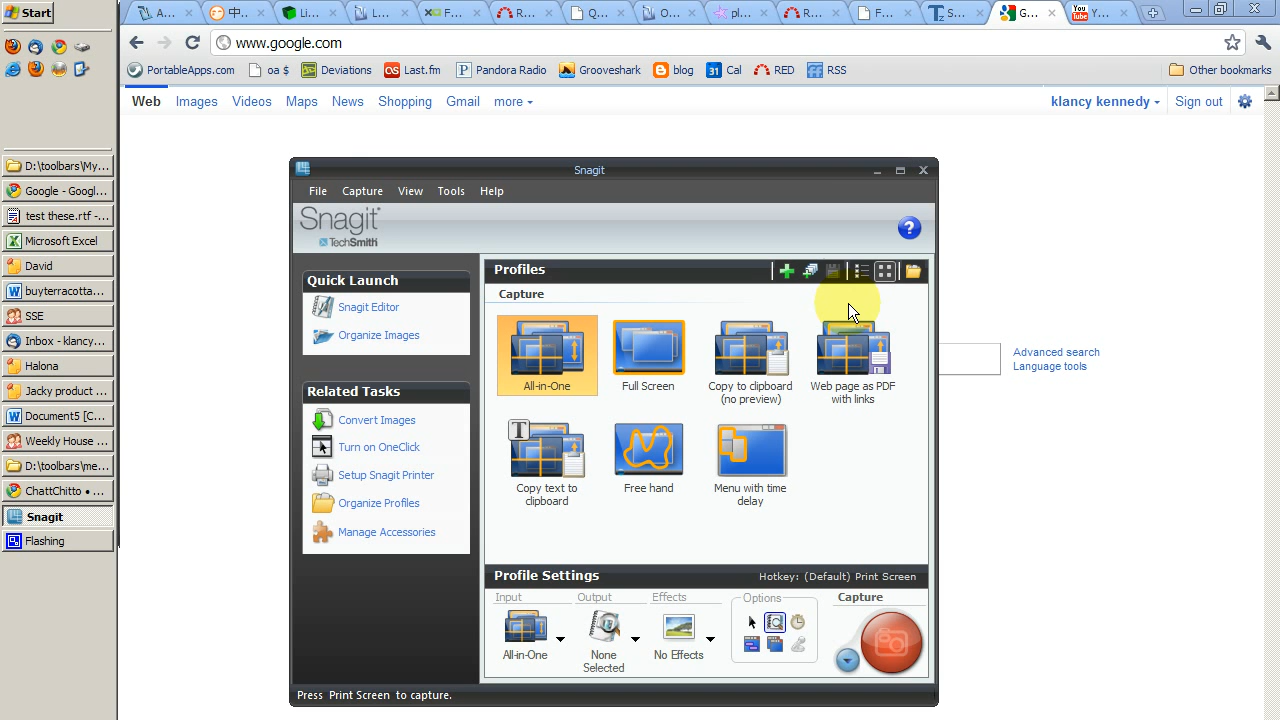 Start
A...
中...
Li...
L...
F...
R...
Q...
O...
pl...
R...
F...
S...
G...
You Tube
Y...
www.google.com
PortableApps.com
oa $
Deviations
Last.fm
Pandora Radio
Grooveshark
blog
31
Cal
RED
RSS
Other bookmarks
Web
Images
Videos
Maps
News
Shopping
Gmail
more
klancy kennedy
Sign out
D:\toolbars\My...
Google - Googl...
test these.rtf -...
Microsoft Excel
David
buyterracotta...
SSE
Inbox - klancy...
Halona
Jacky product ...
Document5 [C...
Weekly House ...
D:\toolbars\me...
ChattChitto • ...
Snagit
Flashing
Snagit
File
Capture
View
Tools
Help
Snagit
TechSmith
?
Quick Launch
Snagit Editor
Organize Images
Related Tasks
Convert Images
Turn on OneClick
Setup Snagit Printer
Organize Profiles
Manage Accessories
Profiles
Capture
All-in-One
Full Screen
Copy to clipboard
(no preview)
Web page as PDF
with links
T
Copy text to
clipboard
Free hand
Menu with time
delay
Advanced search
Language tools
Profile Settings
Hotkey: (Default) Print Screen
Input
Output
Effects
Options
Capture
All-in-One
None
Selected
No Effects
Press Print Screen to capture.